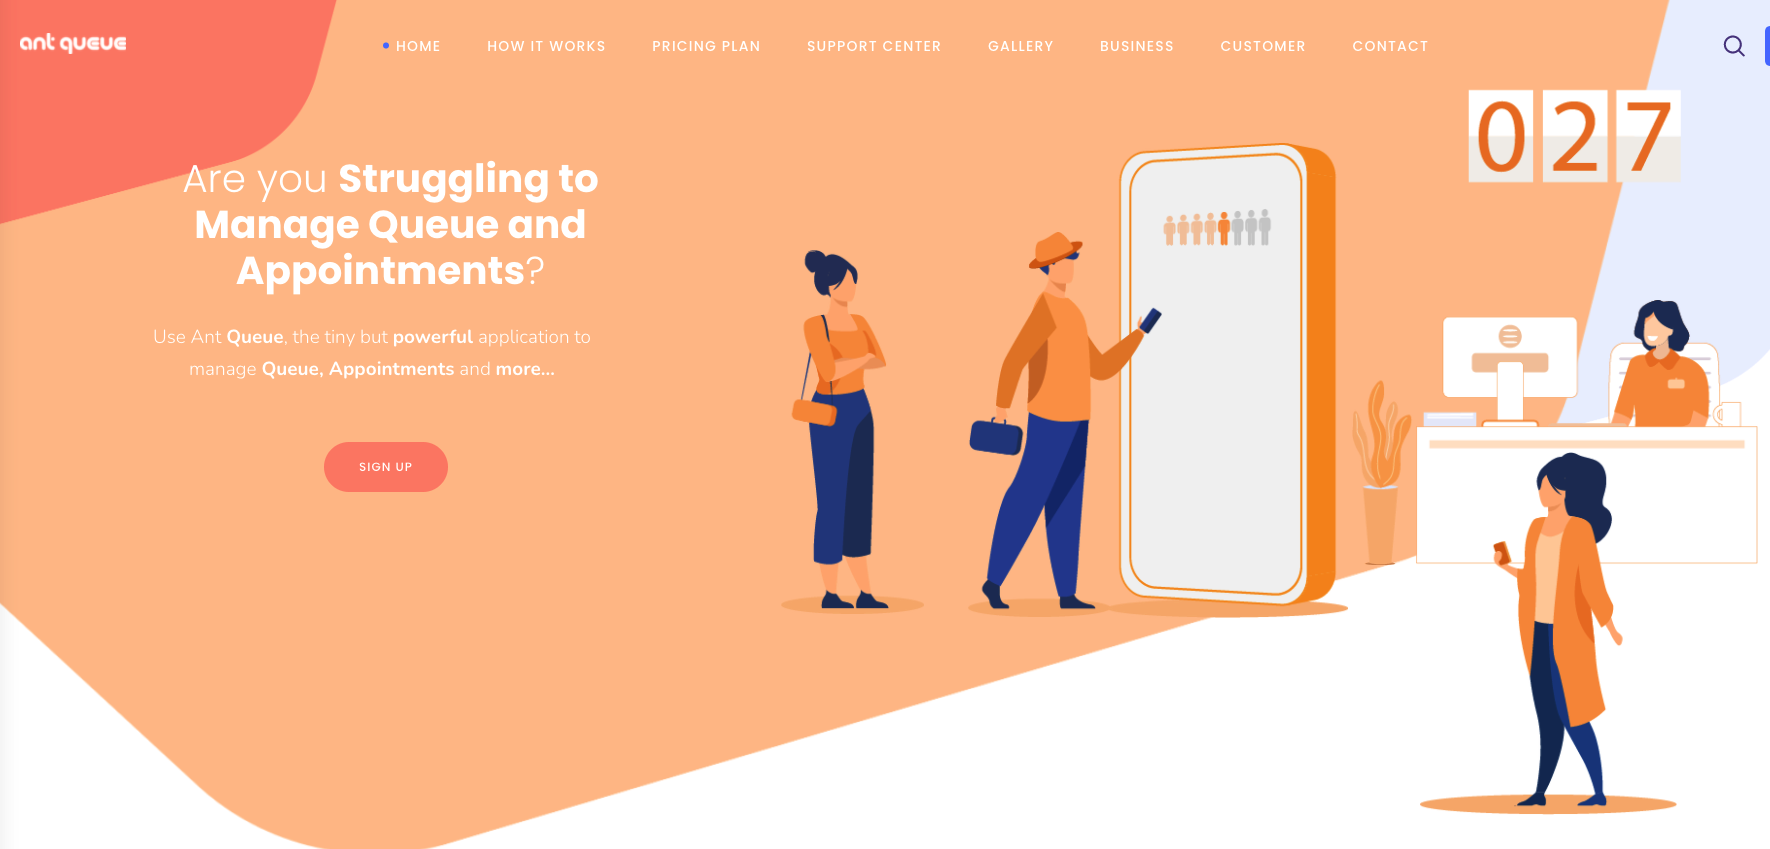 ant queue
HOME
HOW IT WORKS
PRICING PLAN
SUPPORT CENTER
GALLERY
BUSINESS
CUSTOMER
CONTACT
027
Are you Struggling to
Manage Queue and
Appointments?
Use Ant Queue, the tiny but powerful application to
manage Queue, Appointments and more...
SIGN UP